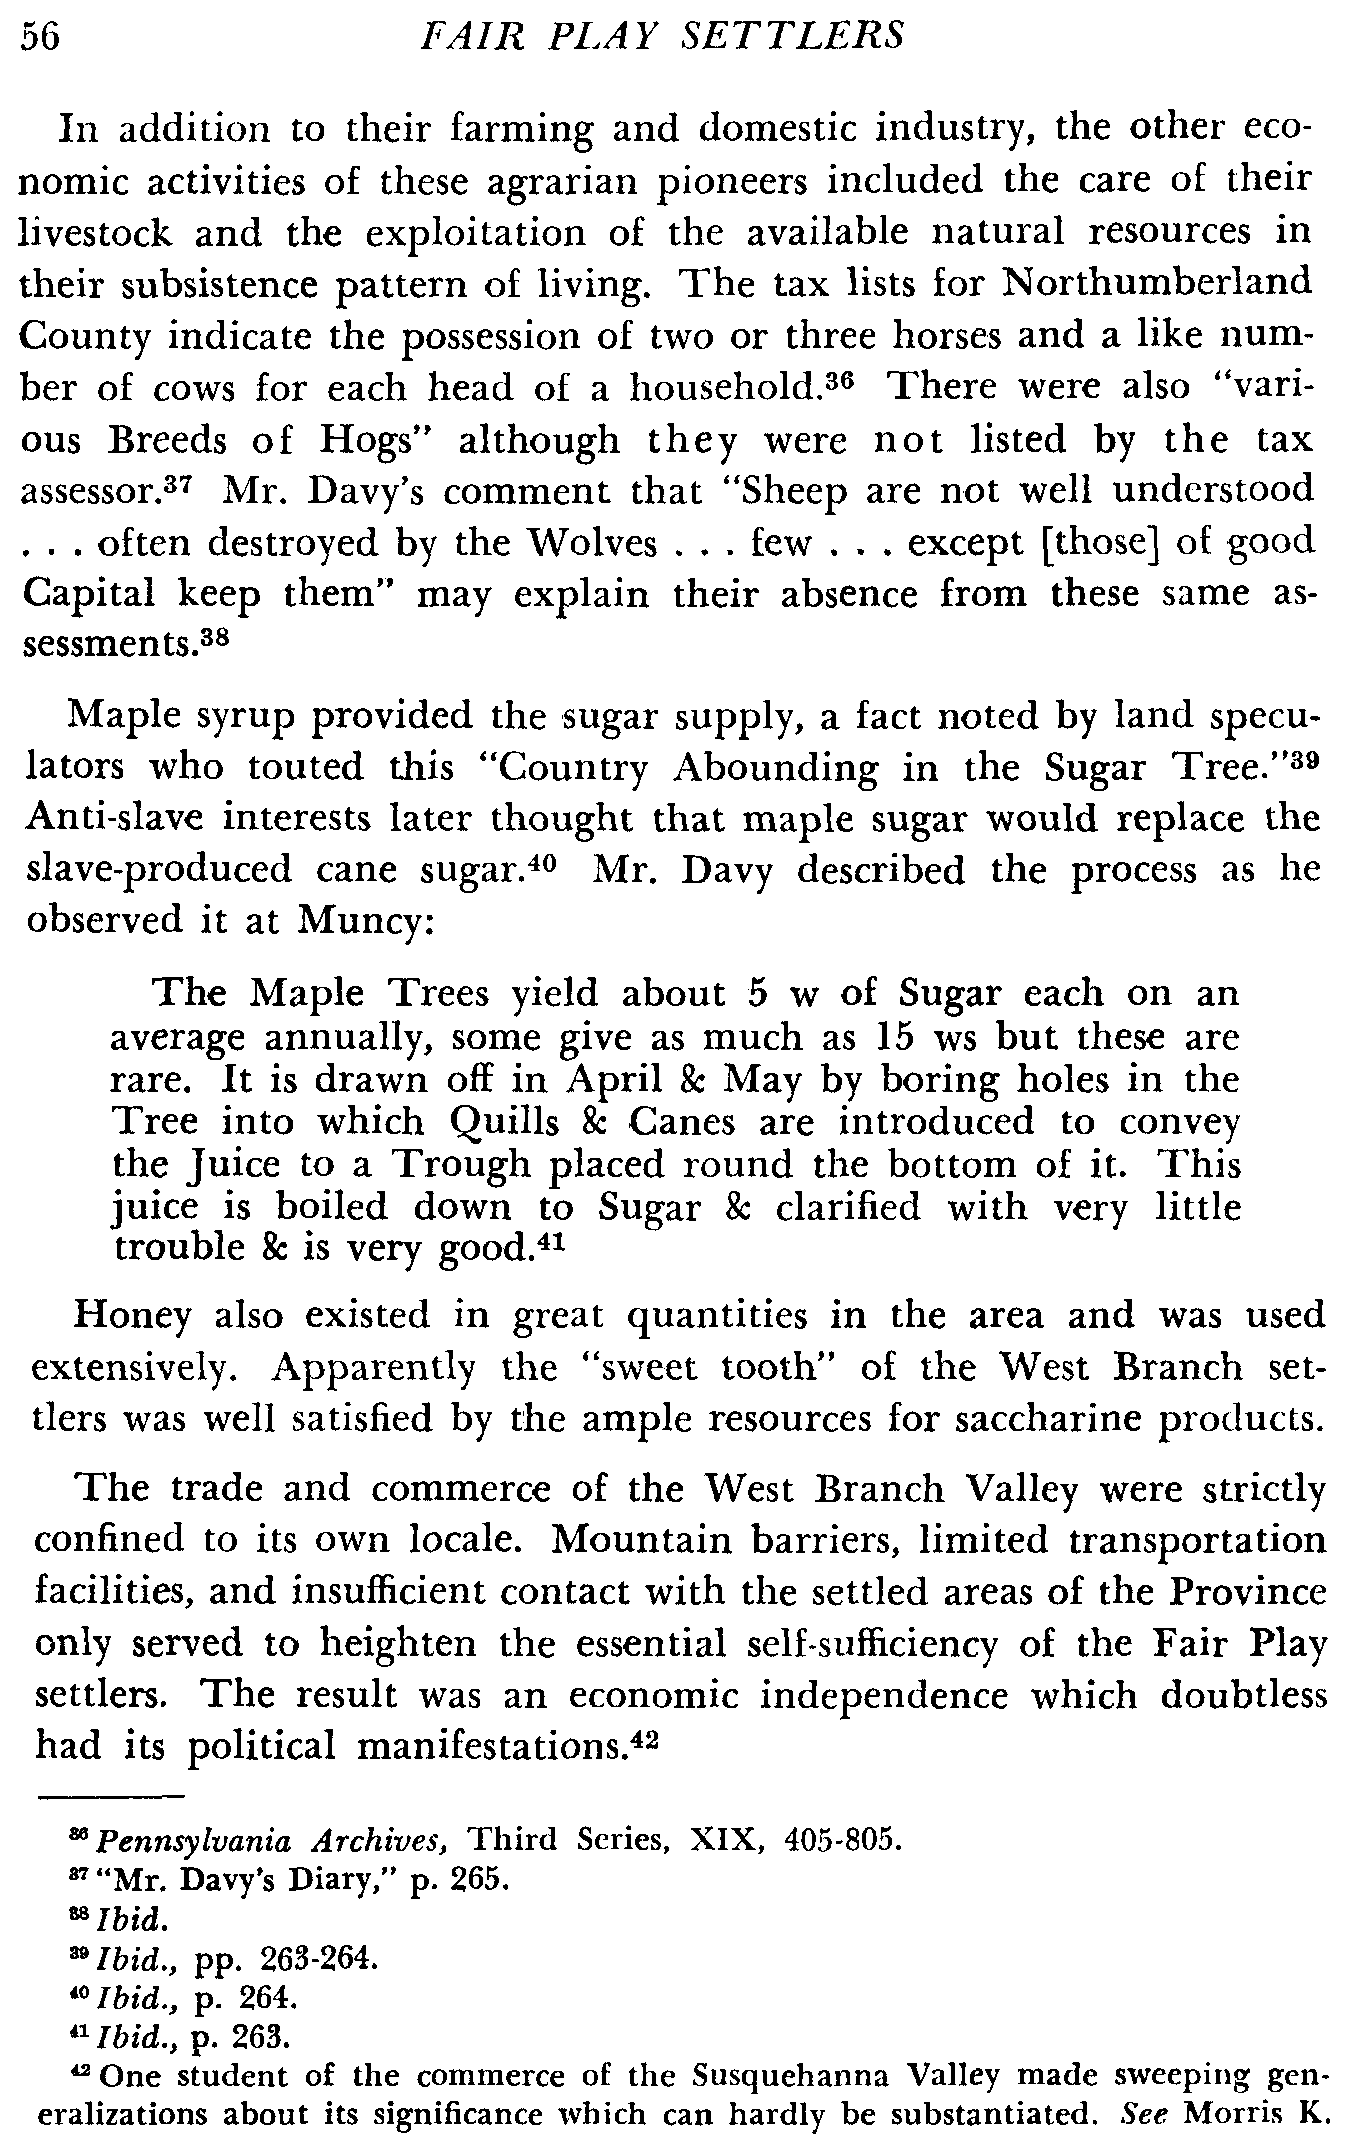 56 FAIR PLAY SETTLERS
In addition to their farming and domestic industry, the other eco-
nomic activities of these agrarian pioneers included the care of their
livestock and the exploitation of the available natural resources in
their subsistence pattern of living. The tax lists for Northumberland
County indicate the possession of two or three horses and a like num-
ber of cows for each head of a household.³⁶ There were also “vari-
ous Breeds of Hogs” although they were not listed by the tax
assessor.³⁷ Mr. Davy’s comment that “Sheep are not well understood
. . . often destroyed by the Wolves . . . few . . . except [those] of good
Capital keep them” may explain their absence from these same as-
sessments.³⁸
Maple syrup provided the sugar supply, a fact noted by land specu-
lators who touted this “Country Abounding in the Sugar Tree.”³⁹
Anti-slave interests later thought that maple sugar would replace the
slave-produced cane sugar.⁴⁰ Mr. Davy described the process as he
observed it at Muncy:
The Maple Trees yield about 5 w of Sugar each on an
average annually, some give as much as 15 ws but these are
rare. It is drawn off in April & May by boring holes in the
Tree into which Quills & Canes are introduced to convey
the Juice to a Trough placed round the bottom of it. This
juice is boiled down to Sugar & clarified with very little
trouble & is very good.⁴¹
Honey also existed in great quantities in the area and was used
extensively. Apparently the “sweet tooth” of the West Branch set-
tlers was well satisfied by the ample resources for saccharine products.
The trade and commerce of the West Branch Valley were strictly
confined to its own locale. Mountain barriers, limited transportation
facilities, and insufficient contact with the settled areas of the Province
only served to heighten the essential self-sufficiency of the Fair Play
settlers. The result was an economic independence which doubtless
had its political manifestations.⁴²
³⁶ Pennsylvania Archives, Third Series, XIX, 405-805.
³⁷ “Mr. Davy’s Diary,” p. 265.
³⁸ Ibid.
³⁹ Ibid., pp. 263-264.
⁴⁰ Ibid., p. 264.
⁴¹ Ibid., p. 263.
⁴² One student of the commerce of the Susquehanna Valley made sweeping gen-
eralizations about its significance which can hardly be substantiated. See Morris K.